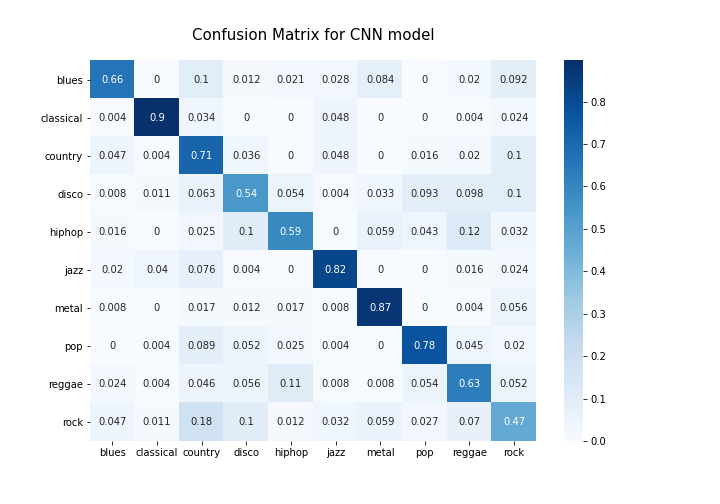 Confusion Matrix for CNN model
blues 0.66 0 0.1 0.012 0.021 0.028 0.084 0 0.02 0.092
classical 0.004 0.9 0.034 0 0 0.048 0 0 0.004 0.024
country 0.047 0.004 0.71 0.036 0 0.048 0 0.016 0.02 0.1
disco 0.008 0.011 0.063 0.54 0.054 0.004 0.033 0.093 0.098 0.1
hiphop 0.016 0 0.025 0.1 0.59 0 0.059 0.043 0.12 0.032
jazz 0.02 0.04 0.076 0.004 0 0.82 0 0 0.016 0.024
metal 0.008 0 0.017 0.012 0.017 0.008 0.87 0 0.004 0.056
pop 0 0.004 0.089 0.052 0.025 0.004 0 0.78 0.045 0.02
reggae 0.024 0.004 0.046 0.056 0.11 0.008 0.008 0.054 0.63 0.052
rock 0.047 0.011 0.18 0.1 0.012 0.032 0.059 0.027 0.07 0.47
blues classical country disco hiphop jazz metal pop reggae rock
0.8
0.7
0.6
0.5
0.4
0.3
0.2
0.1
0.0